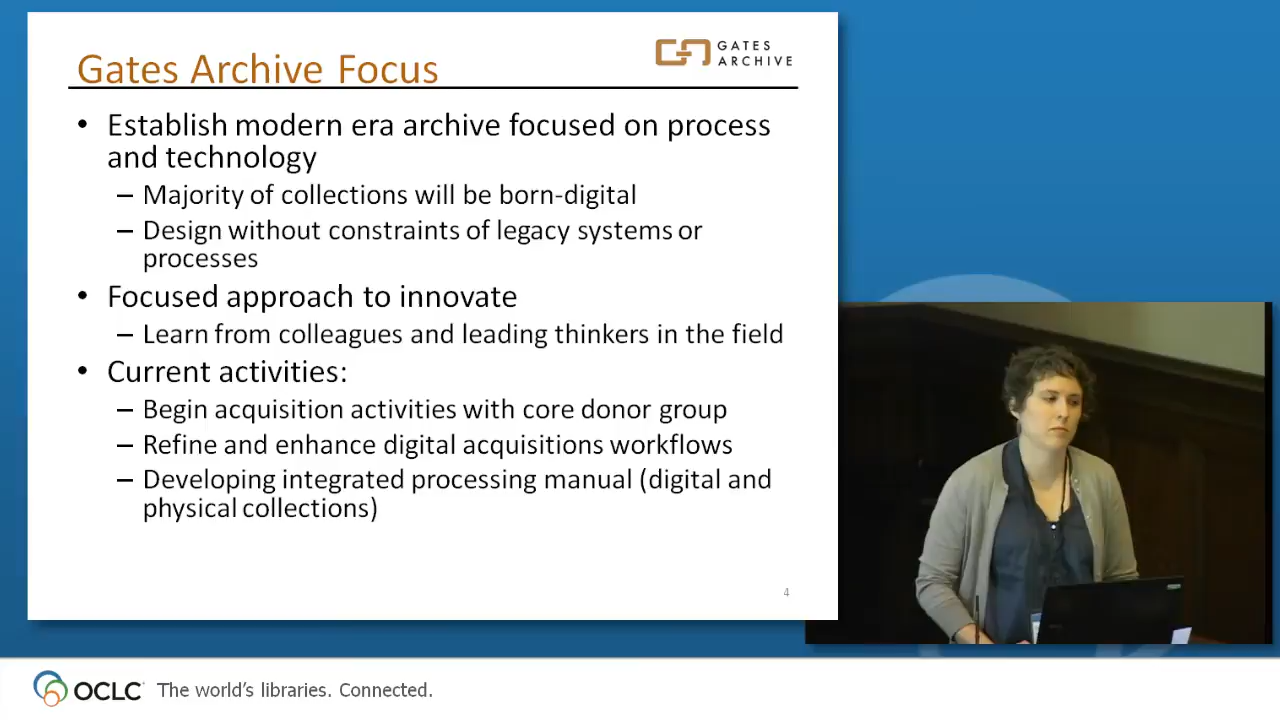 Gates Archive Focus
GATES
ARCHIVE
• Establish modern era archive focused on process
and technology
– Majority of collections will be born-digital
– Design without constraints of legacy systems or
processes
• Focused approach to innovate
– Learn from colleagues and leading thinkers in the field
• Current activities:
– Begin acquisition activities with core donor group
– Refine and enhance digital acquisitions workflows
– Developing integrated processing manual (digital and
physical collections)
4
OCLC The world's libraries. Connected.